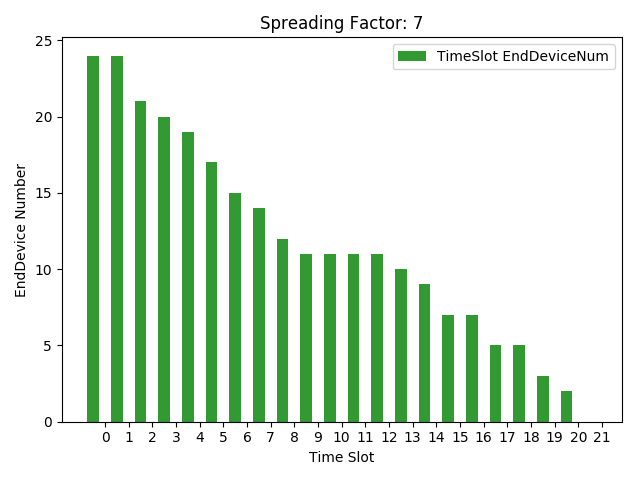 Spreading Factor: 7
TimeSlot EndDeviceNum
EndDevice Number
25
20
15
10
5
0
0 1 2 3 4 5 6 7 8 9 10 11 12 13 14 15 16 17 18 19 20 21
Time Slot